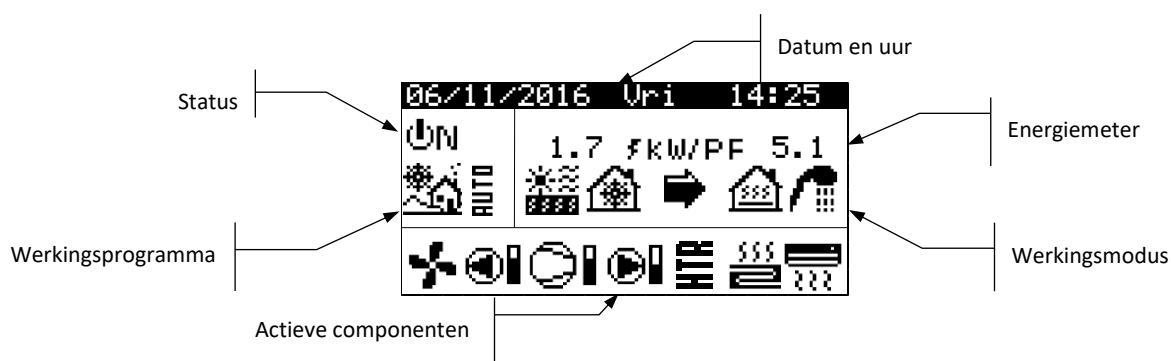 Datum en uur
06/11/2016 Vri 14:25
Status
ON
1.7 kW/PF 5.1
Energiemeter
AUTO
Werkingsprogramma
Werkingsmodus
HTR
Actieve componenten